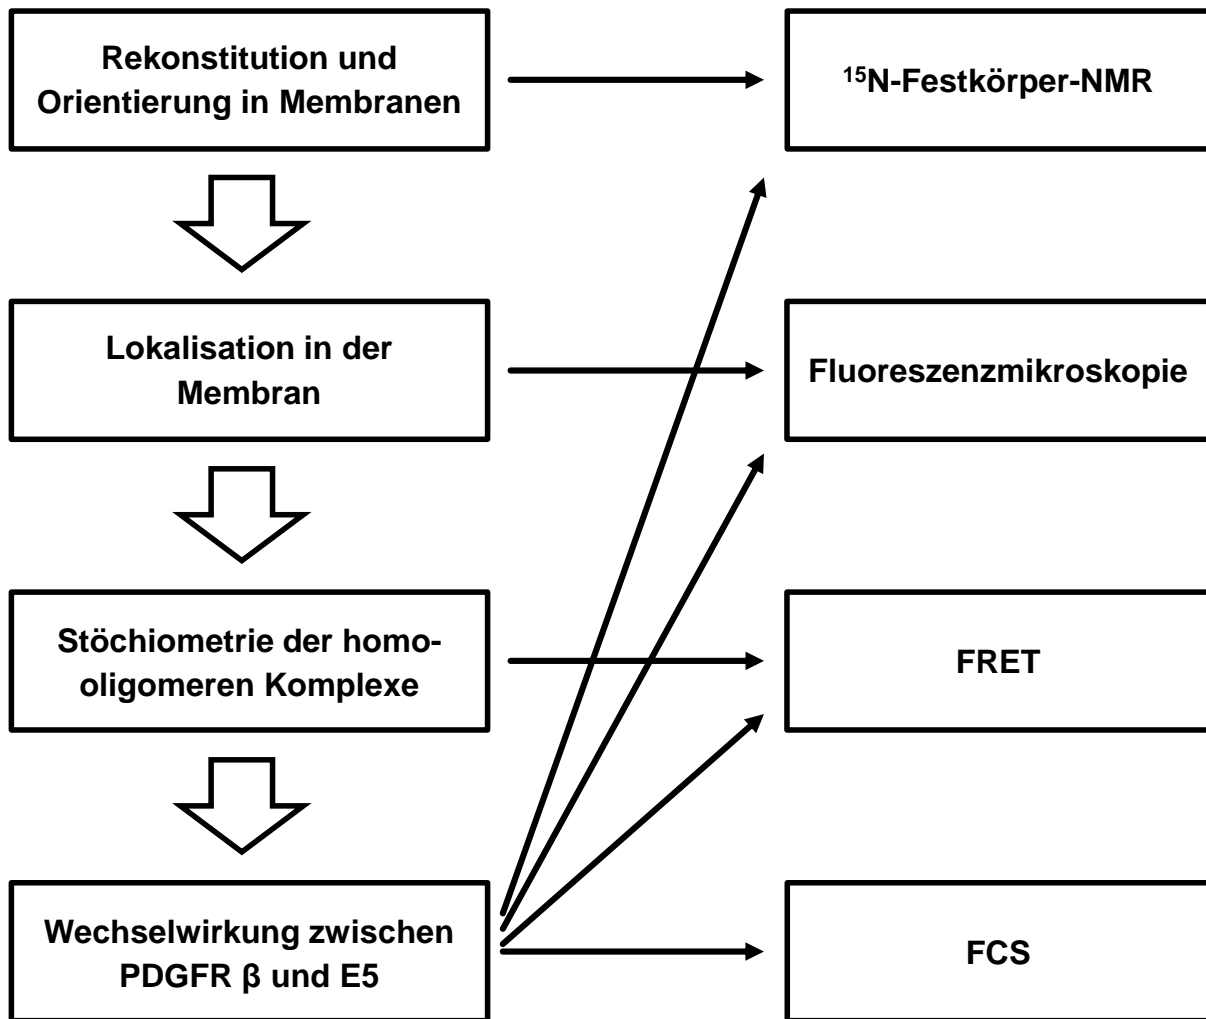 Rekonstitution und
Orientierung in Membranen
¹⁵N-Festkörper-NMR
Lokalisation in der
Membran
Fluoreszenzmikroskopie
Stöchiometrie der homo-
oligomeren Komplexe
FRET
Wechselwirkung zwischen
PDGFR β und E5
FCS